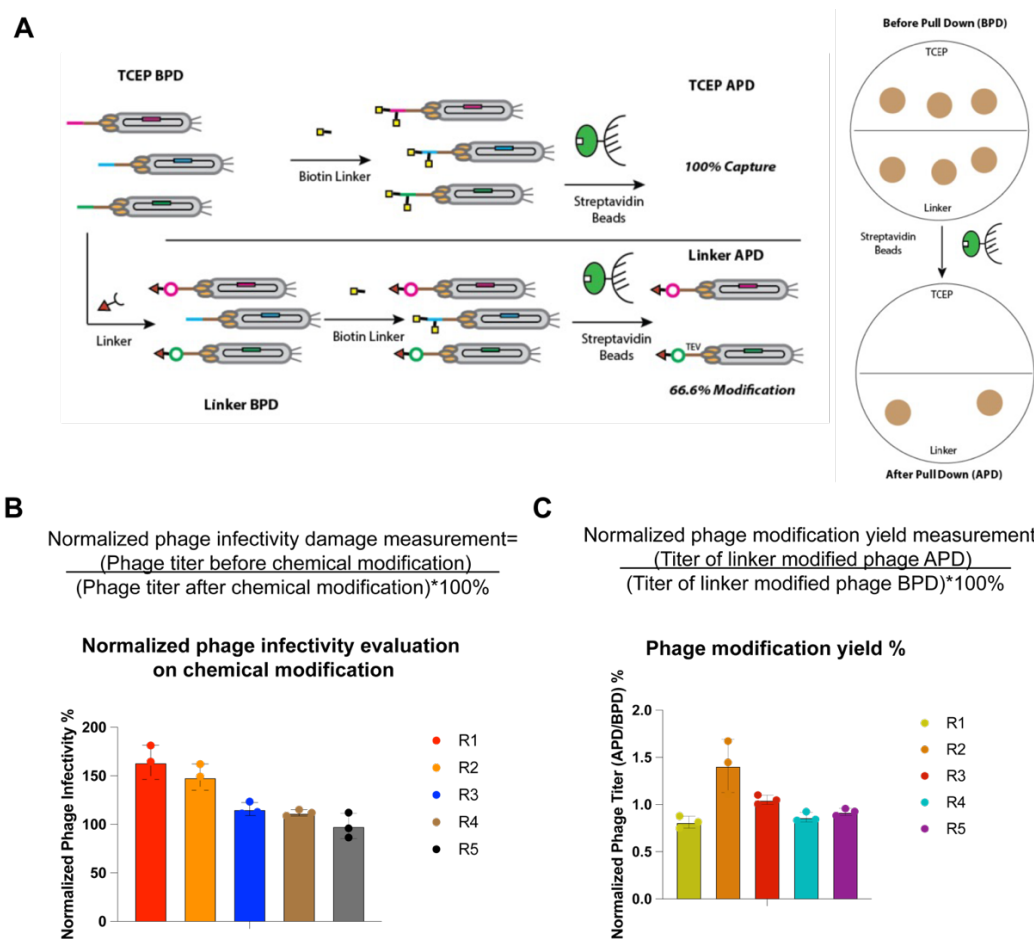 A
TCEP BPD
Biotin Linker
Streptavidin
Beads
TCEP APD
100% Capture
Linker
Linker BPD
Biotin Linker
Streptavidin
Beads
Linker APD
TEV
66.6% Modification
Before Pull Down (BPD)
TCEP
Linker
Streptavidin
Beads
TCEP
Linker
After Pull Down (APD)
B
Normalized phage infectivity damage measurement=
(Phage titer before chemical modification)
(Phage titer after chemical modification)*100%
Normalized phage infectivity evaluation
on chemical modification
Normalized Phage Infectivity %
200
150
100
50
0
R1
R2
R3
R4
R5
C
Normalized phage modification yield measurement
(Titer of linker modified phage APD)
(Titer of linker modified phage BPD)*100%
Phage modification yield %
Normalized Phage Titer (APD/BPD) %
2.0
1.5
1.0
0.5
0.0
R1
R2
R3
R4
R5